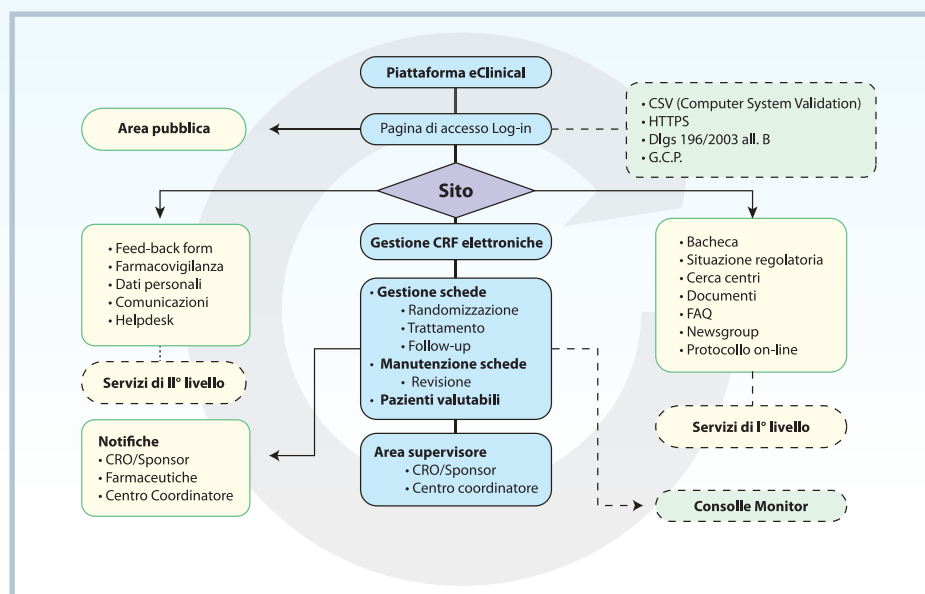 Piattaforma eClinical
Area pubblica
Pagina di accesso Log-in
• CSV (Computer System Validation)
• HTTPS
• Dlgs 196/2003 all. B
• G.C.P.
Sito
• Feed-back form
• Farmacovigilanza
• Dati personali
• Comunicazioni
• Helpdesk
Servizi di II° livello
Notifiche
• CRO/Sponsor
• Farmaceutiche
• Centro Coordinatore
Gestione CRF elettroniche
• Gestione schede
• Randomizzazione
• Trattamento
• Follow-up
• Manutenzione schede
• Revisione
• Pazienti valutabili
Area supervisore
• CRO/Sponsor
• Centro coordinatore
• Bacheca
• Situazione regolatoria
• Cerca centri
• Documenti
• FAQ
• Newsgroup
• Protocollo on-line
Servizi di I° livello
Consolle Monitor